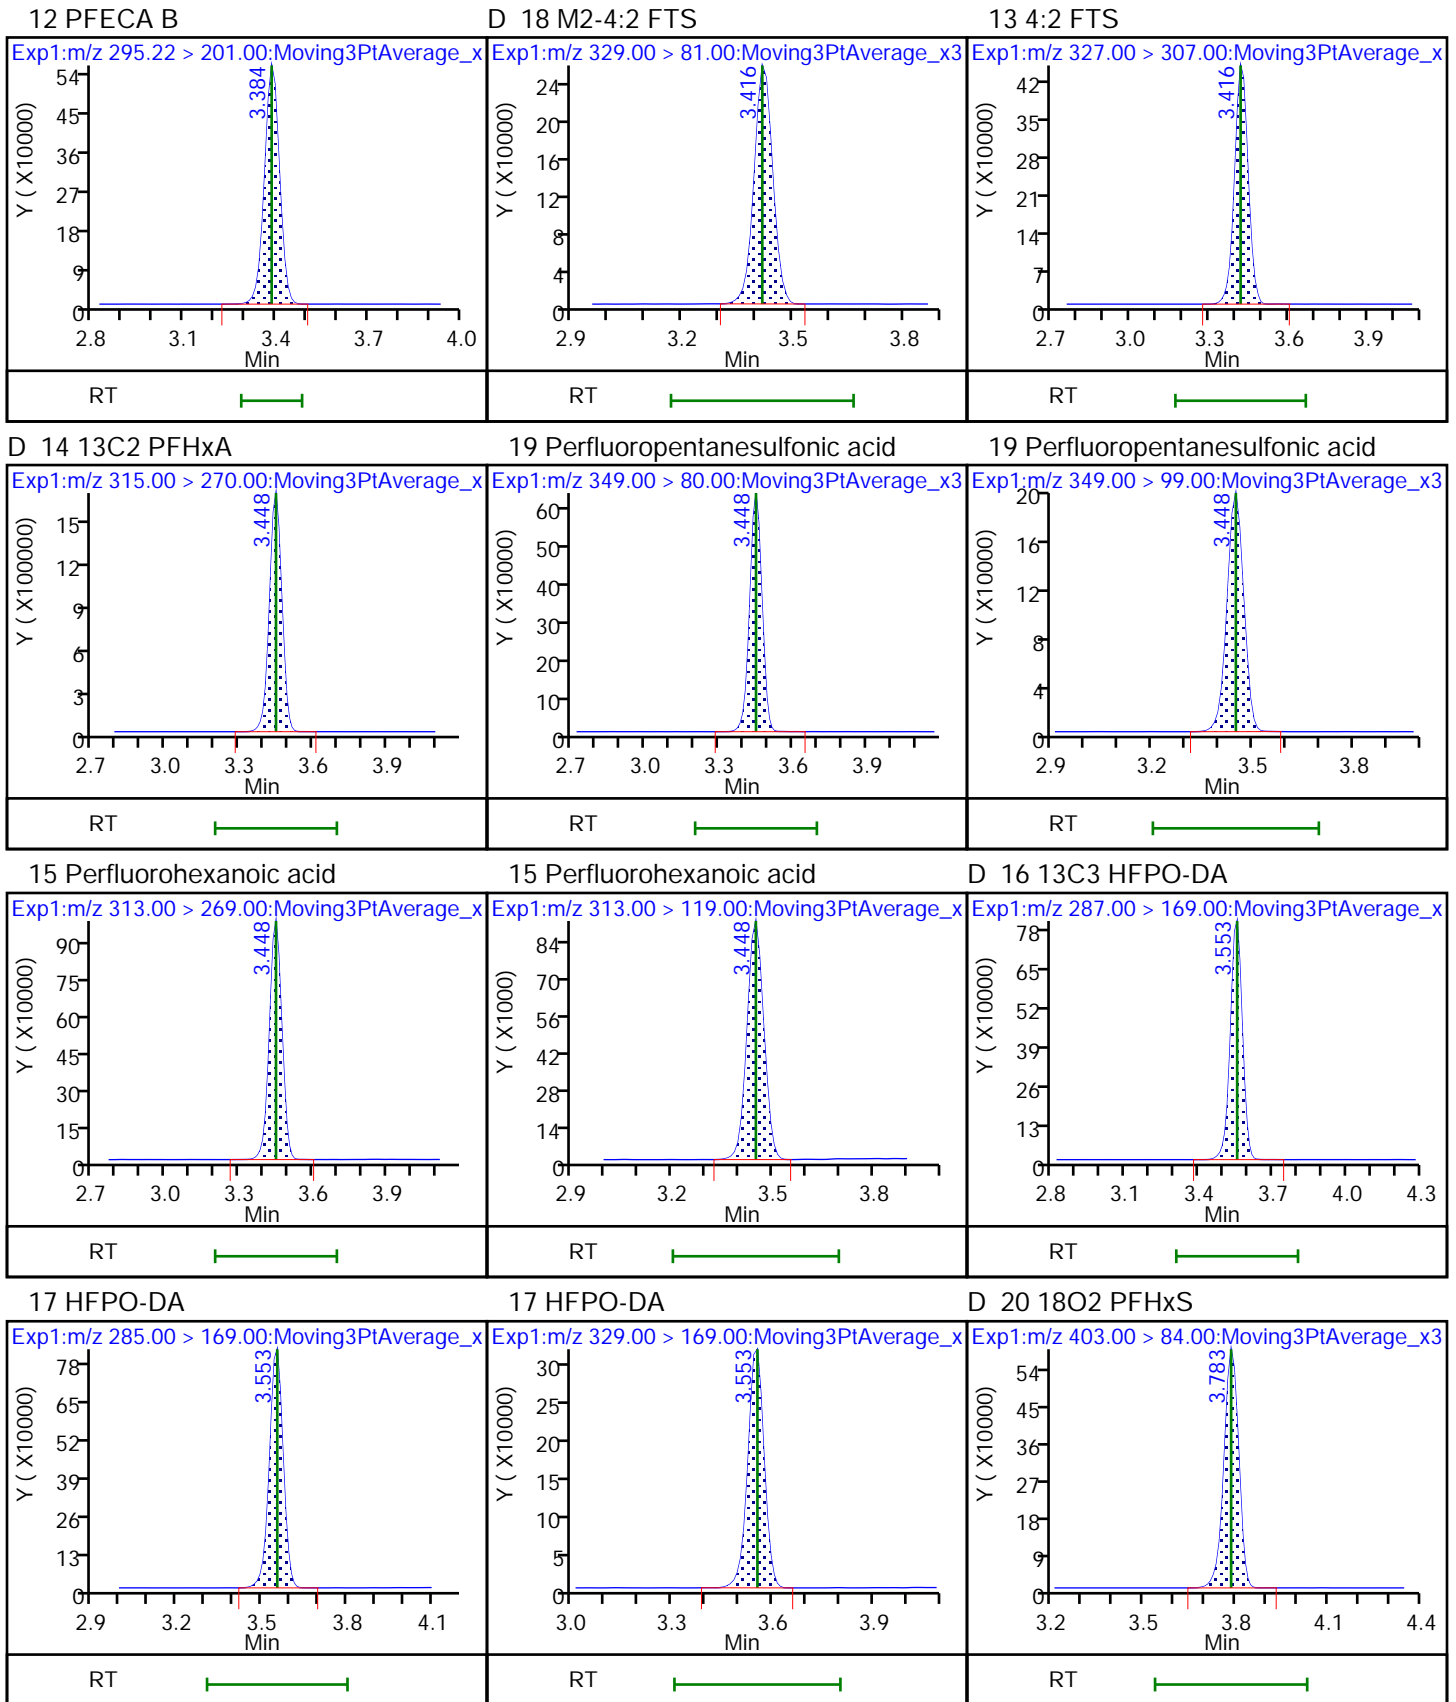 12 PFECA B
Exp1:m/z 295.22 > 201.00:Moving3PtAverage_x
Y ( X10000)
54
45
36
27
18
9
0
3.384
2.8 3.1 3.4 3.7 4.0
Min
RT
D 18 M2-4:2 FTS
Exp1:m/z 329.00 > 81.00:Moving3PtAverage_x3
Y ( X10000)
24
20
16
12
8
4
0
3.416
2.9 3.2 3.5 3.8
Min
RT
13 4:2 FTS
Exp1:m/z 327.00 > 307.00:Moving3PtAverage_x
Y ( X10000)
42
35
28
21
14
7
0
3.416
2.7 3.0 3.3 3.6 3.9
Min
RT
D 14 13C2 PFHxA
Exp1:m/z 315.00 > 270.00:Moving3PtAverage_x
Y ( X100000)
15
12
9
6
3
0
3.448
2.7 3.0 3.3 3.6 3.9
Min
RT
19 Perfluoropentanesulfonic acid
Exp1:m/z 349.00 > 80.00:Moving3PtAverage_x3
Y ( X10000)
60
50
40
30
20
10
0
3.448
2.7 3.0 3.3 3.6 3.9
Min
RT
19 Perfluoropentanesulfonic acid
Exp1:m/z 349.00 > 99.00:Moving3PtAverage_x3
Y ( X10000)
20
16
12
8
4
0
3.448
2.9 3.2 3.5 3.8
Min
RT
15 Perfluorohexanoic acid
Exp1:m/z 313.00 > 269.00:Moving3PtAverage_x
Y ( X10000)
90
75
60
45
30
15
0
3.448
2.7 3.0 3.3 3.6 3.9
Min
RT
15 Perfluorohexanoic acid
Exp1:m/z 313.00 > 119.00:Moving3PtAverage_x
Y ( X1000)
84
70
56
42
28
14
0
3.448
2.9 3.2 3.5 3.8
Min
RT
D 16 13C3 HFPO-DA
Exp1:m/z 287.00 > 169.00:Moving3PtAverage_x
Y ( X10000)
78
65
52
39
26
13
0
3.553
2.8 3.1 3.4 3.7 4.0 4.3
Min
RT
17 HFPO-DA
Exp1:m/z 285.00 > 169.00:Moving3PtAverage_x
Y ( X10000)
78
65
52
39
26
13
0
3.553
2.9 3.2 3.5 3.8 4.1
Min
RT
17 HFPO-DA
Exp1:m/z 329.00 > 169.00:Moving3PtAverage_x
Y ( X10000)
30
25
20
15
10
5
0
3.553
3.0 3.3 3.6 3.9
Min
RT
D 20 18O2 PFHxS
Exp1:m/z 403.00 > 84.00:Moving3PtAverage_x3
Y ( X10000)
54
45
36
27
18
9
0
3.783
3.2 3.5 3.8 4.1 4.4
Min
RT